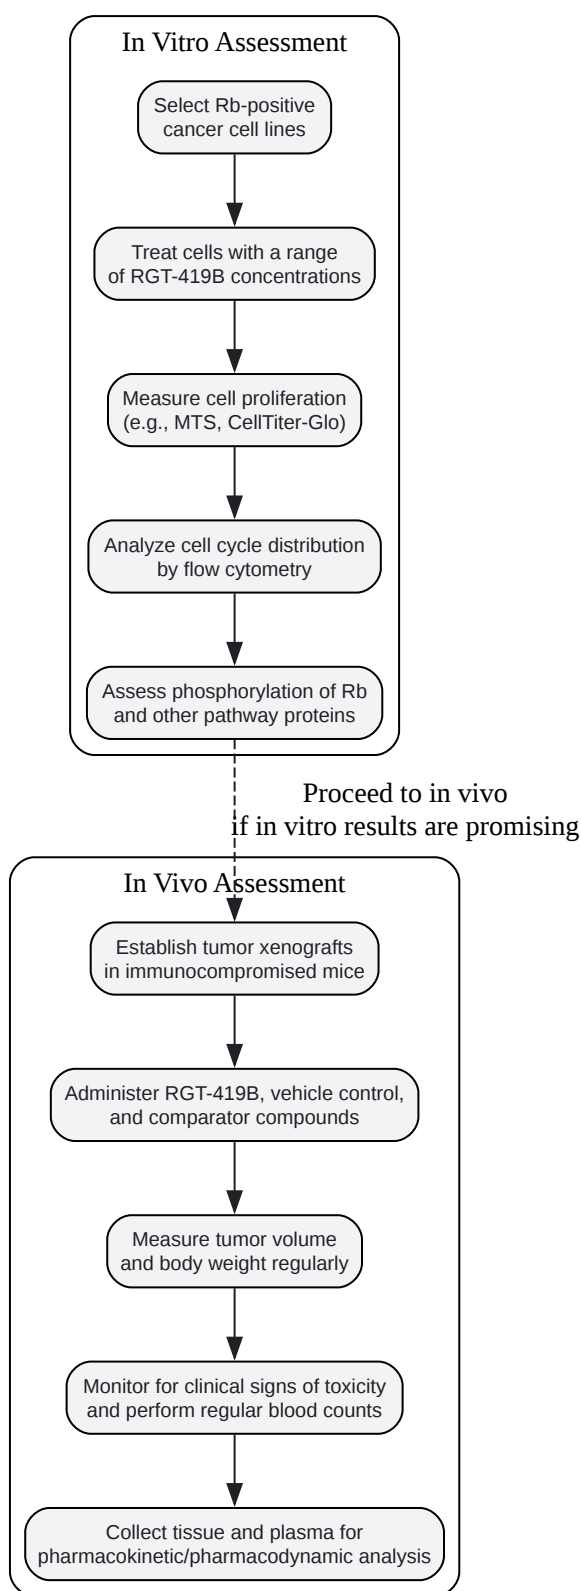 In Vitro Assessment
Select Rb-positive
cancer cell lines
Treat cells with a range
of RGT-419B concentrations
Measure cell proliferation
(e.g., MTS, CellTiter-Glo)
Analyze cell cycle distribution
by flow cytometry
Assess phosphorylation of Rb
and other pathway proteins
Proceed to in vivo
if in vitro results are promising
In Vivo Assessment
Establish tumor xenografts
in immunocompromised mice
Administer RGT-419B, vehicle control,
and comparator compounds
Measure tumor volume
and body weight regularly
Monitor for clinical signs of toxicity
and perform regular blood counts
Collect tissue and plasma for
pharmacokinetic/pharmacodynamic analysis